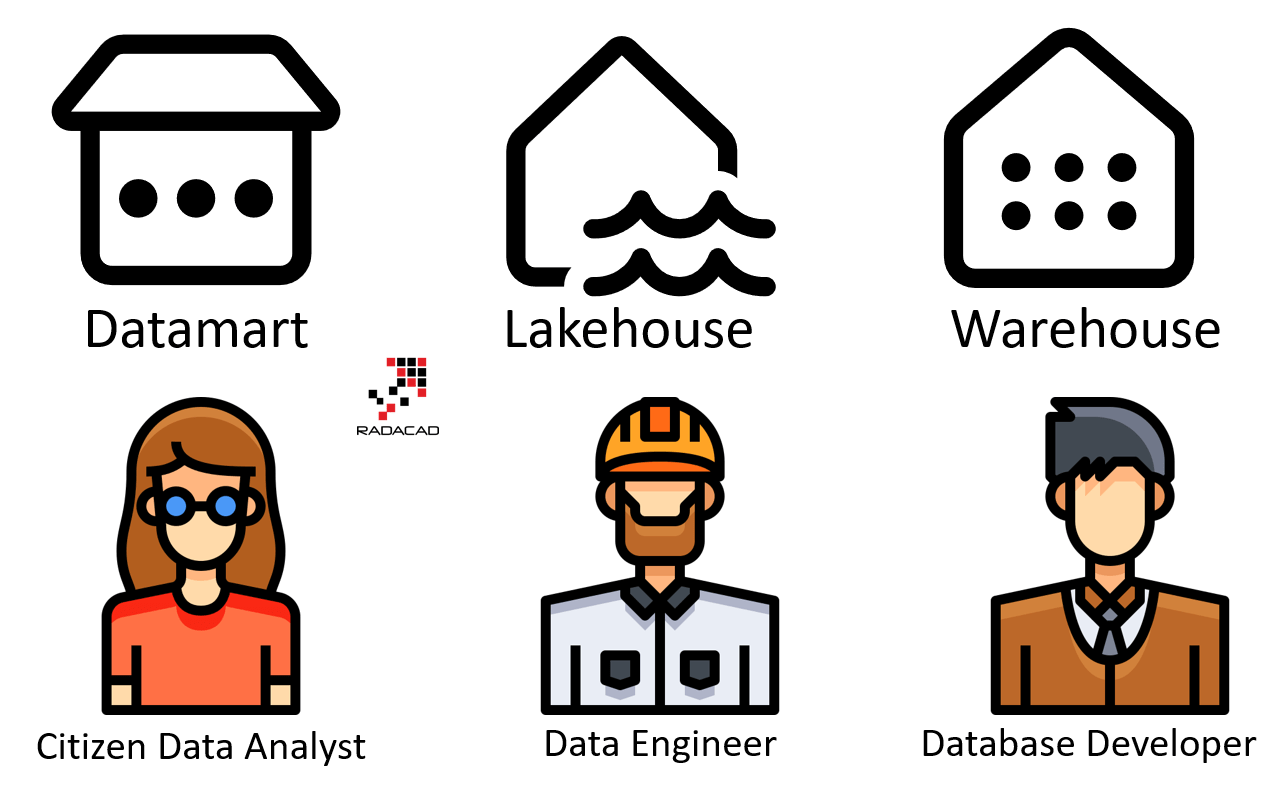 Datamart
Lakehouse
Warehouse
RADACAD
Citizen Data Analyst
Data Engineer
Database Developer